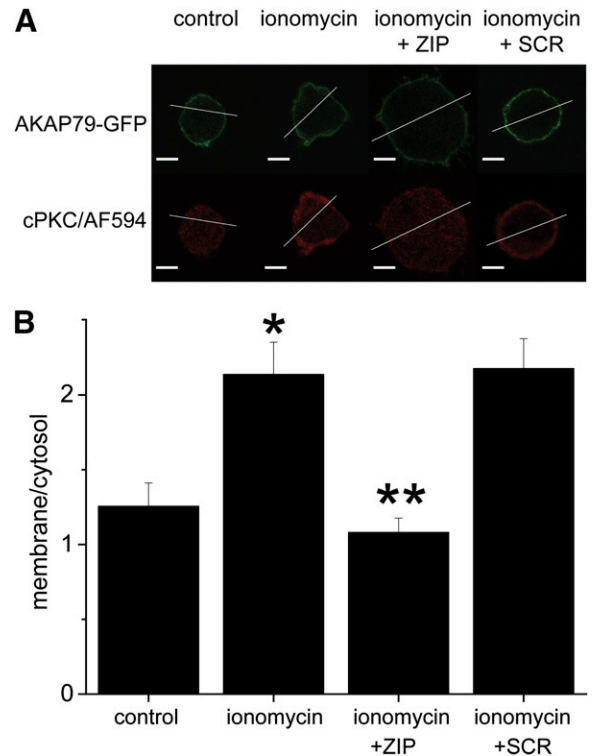 A
control ionomycin ionomycin ionomycin
+ ZIP + SCR
AKAP79-GFP
cPKC/AF594
B
membrane/cytosol
2
1
0
*
**
control ionomycin ionomycin ionomycin
+ZIP +SCR